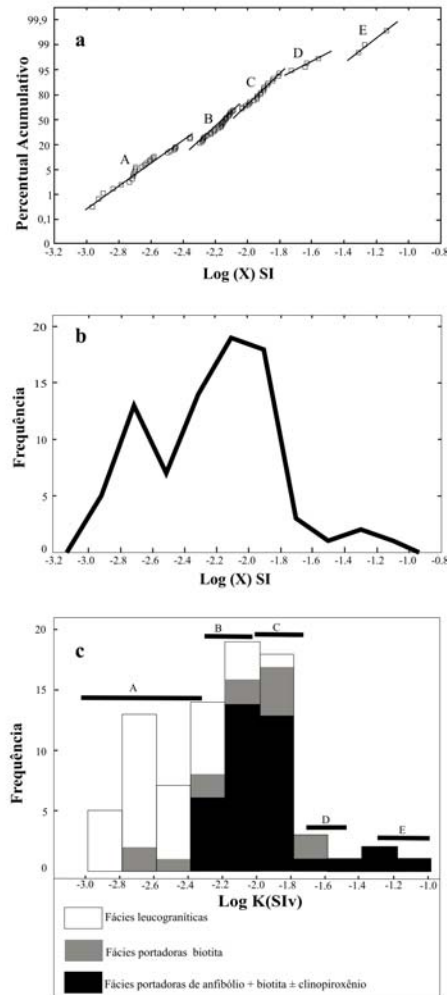 a
Percentual Acumulativo
99,9
99
95
80
50
20
5
1
0,1
0
A
B
C
D
E
-3.2 -3.0 -2.8 -2.6 -2.4 -2.2 -2.0 -1.8 -1.6 -1.4 -1.2 -1.0 -0.8
Log (X) SI
b
Frequência
20
15
10
5
0
-3.2 -3.0 -2.8 -2.6 -2.4 -2.2 -2.0 -1.8 -1.6 -1.4 -1.2 -1.0 -0.8
Log (X) SI
c
Frequência
20
15
10
5
0
A
B
C
D
E
-3.0 -2.8 -2.6 -2.4 -2.2 -2.0 -1.8 -1.6 -1.4 -1.2 -1.0
Log K(SIv)
Fácies leucograníticas
Fácies portadoras biotita
Fácies portadoras de anfibólio + biotita ± clinopiroxênio